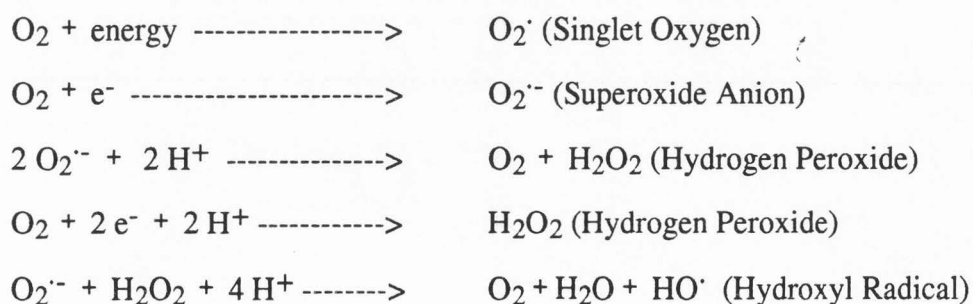 O₂ + energy ------------------> O₂˙ (Singlet Oxygen)
O₂ + e⁻ -----------------------> O₂˙⁻ (Superoxide Anion)
2 O₂˙⁻ + 2 H⁺ ---------------> O₂ + H₂O₂ (Hydrogen Peroxide)
O₂ + 2 e⁻ + 2 H⁺ ------------> H₂O₂ (Hydrogen Peroxide)
O₂˙⁻ + H₂O₂ + 4 H⁺ --------> O₂ + H₂O + HO˙ (Hydroxyl Radical)